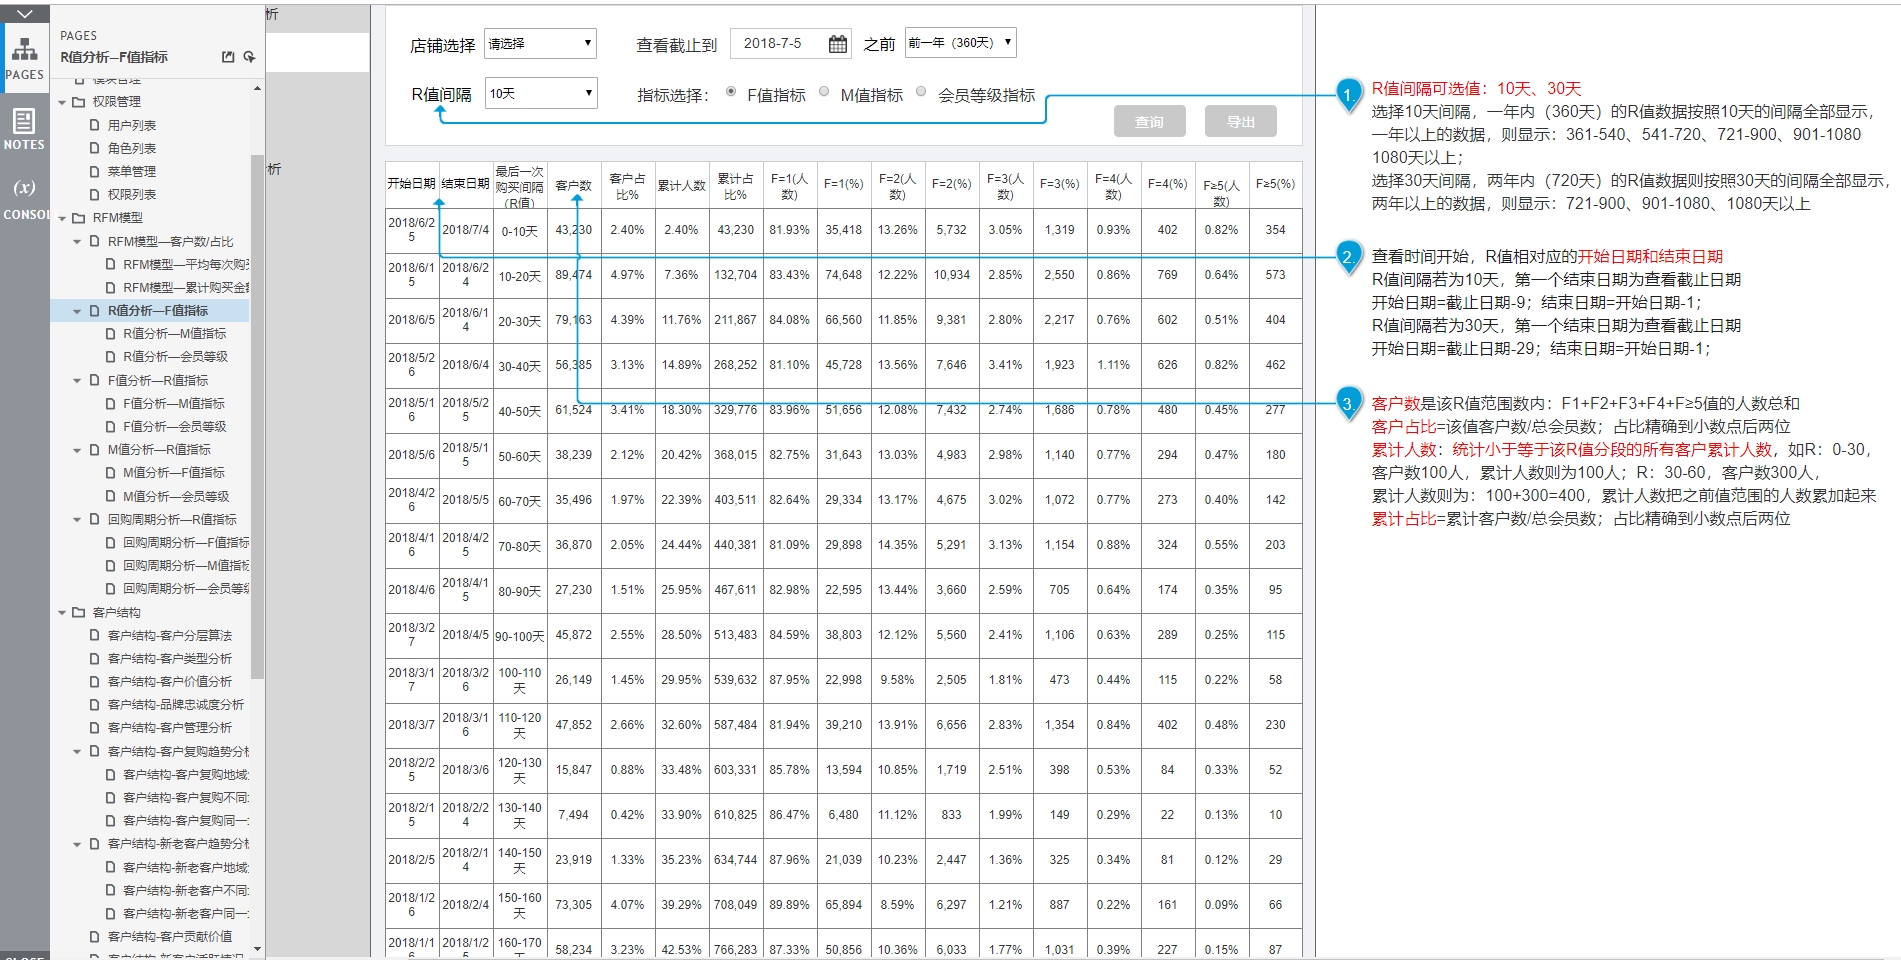 PAGES
R值分析—F值指标
PAGES
NOTES
(x)
CONSOL
权限管理
用户列表
角色列表
菜单管理
权限列表
RFM模型
RFM模型—客户数/占比
RFM模型—平均每次购
RFM模型—累计购买金
R值分析—F值指标
R值分析—M值指标
R值分析—会员等级
F值分析—R值指标
F值分析—M值指标
F值分析—会员等级
M值分析—R值指标
M值分析—F值指标
M值分析—会员等级
回购周期分析—R值指标
回购周期分析—F值指标
回购周期分析—M值指标
回购周期分析—会员等级
客户结构
客户结构-客户分层算法
客户结构-客户类型分析
客户结构-客户价值分析
客户结构-品牌忠诚度分析
客户结构-客户管理分析
客户结构-客户复购趋势分析
客户结构-客户复购地域
客户结构-客户复购不同
客户结构-客户复购同一
客户结构-新老客户趋势分析
客户结构-新老客户地域
客户结构-新老客户不同
客户结构-新老客户同一
客户结构-客户贡献价值
析
析
店铺选择 请选择 查看截止到 2018-7-5 之前 前一年（360天）
R值间隔 10天 指标选择： F值指标 M值指标 会员等级指标
查询 导出
开始日期 结束日期 最后一次购买间隔（R值） 客户数 客户占比% 累计人数 累计占比% F=1(人数) F=1(%) F=2(人数) F=2(%) F=3(人数) F=3(%) F=4(人数) F=4(%) F≥5(人数) F≥5(%)
2018/6/25 2018/7/4 0-10天 43,230 2.40% 2.40% 43,230 81.93% 35,418 13.26% 5,732 3.05% 1,319 0.93% 402 0.82% 354
2018/6/15 2018/6/24 10-20天 89,474 4.97% 7.36% 132,704 83.43% 74,648 12.22% 10,934 2.85% 2,550 0.86% 769 0.64% 573
2018/6/5 2018/6/14 20-30天 79,163 4.39% 11.76% 211,867 84.08% 66,560 11.85% 9,381 2.80% 2,217 0.76% 602 0.51% 404
2018/5/26 2018/6/4 30-40天 56,385 3.13% 14.89% 268,252 81.10% 45,728 13.56% 7,646 3.41% 1,923 1.11% 626 0.82% 462
2018/5/16 2018/5/25 40-50天 61,524 3.41% 18.30% 329,776 83.96% 51,656 12.08% 7,432 2.74% 1,686 0.78% 480 0.45% 277
2018/5/6 2018/5/15 50-60天 38,239 2.12% 20.42% 368,015 82.75% 31,643 13.03% 4,983 2.98% 1,140 0.77% 294 0.47% 180
2018/4/26 2018/5/5 60-70天 35,496 1.97% 22.39% 403,511 82.64% 29,334 13.17% 4,675 3.02% 1,072 0.77% 273 0.40% 142
2018/4/16 2018/4/25 70-80天 36,870 2.05% 24.44% 440,381 81.09% 29,898 14.35% 5,291 3.13% 1,154 0.88% 324 0.55% 203
2018/4/6 2018/4/15 80-90天 27,230 1.51% 25.95% 467,611 82.98% 22,595 13.44% 3,660 2.59% 705 0.64% 174 0.35% 95
2018/3/27 2018/4/5 90-100天 45,872 2.55% 28.50% 513,483 84.59% 38,803 12.12% 5,560 2.41% 1,106 0.63% 289 0.25% 115
2018/3/17 2018/3/26 100-110天 26,149 1.45% 29.95% 539,632 87.95% 22,998 9.58% 2,505 1.81% 473 0.44% 115 0.22% 58
2018/3/7 2018/3/16 110-120天 47,852 2.66% 32.60% 587,484 81.94% 39,210 13.91% 6,656 2.83% 1,354 0.84% 402 0.48% 230
2018/2/25 2018/3/6 120-130天 15,847 0.88% 33.48% 603,331 85.78% 13,594 10.85% 1,719 2.51% 398 0.53% 84 0.33% 52
2018/2/15 2018/2/24 130-140天 7,494 0.42% 33.90% 610,825 86.47% 6,480 11.12% 833 1.99% 149 0.29% 22 0.13% 10
2018/2/5 2018/2/14 140-150天 23,919 1.33% 35.23% 634,744 87.96% 21,039 10.23% 2,447 1.36% 325 0.34% 81 0.12% 29
2018/1/26 2018/2/4 150-160天 73,305 4.07% 39.29% 708,049 89.89% 65,894 8.59% 6,297 1.21% 887 0.22% 161 0.09% 66
2018/1/16 2018/1/25 160-170 58,234 3.23% 42.53% 766,283 87.33% 50,856 10.36% 6,033 1.77% 1,031 0.39% 227 0.15% 87
1.
R值间隔可选值：10天、30天
选择10天间隔，一年内（360天）的R值数据按照10天的间隔全部显示，
一年以上的数据，则显示：361-540、541-720、721-900、901-1080
1080天以上；
选择30天间隔，两年内（720天）的R值数据则按照30天的间隔全部显示，
两年以上的数据，则显示：721-900、901-1080、1080天以上
2.
查看时间开始，R值相对应的开始日期和结束日期
R值间隔若为10天，第一个结束日期为查看截止日期
开始日期=截止日期-9；结束日期=开始日期-1；
R值间隔若为30天，第一个结束日期为查看截止日期
开始日期=截止日期-29；结束日期=开始日期-1；
3.
客户数是该R值范围数内：F1+F2+F3+F4+F≥5值的人数总和
客户占比=该值客户数/总会员数；占比精确到小数点后两位
累计人数：统计小于等于该R值分段的所有客户累计人数，如R：0-30，
客户数100人，累计人数则为100人；R：30-60，客户数300人，
累计人数则为：100+300=400，累计人数把之前值范围的人数累加起来
累计占比=累计客户数/总会员数；占比精确到小数点后两位